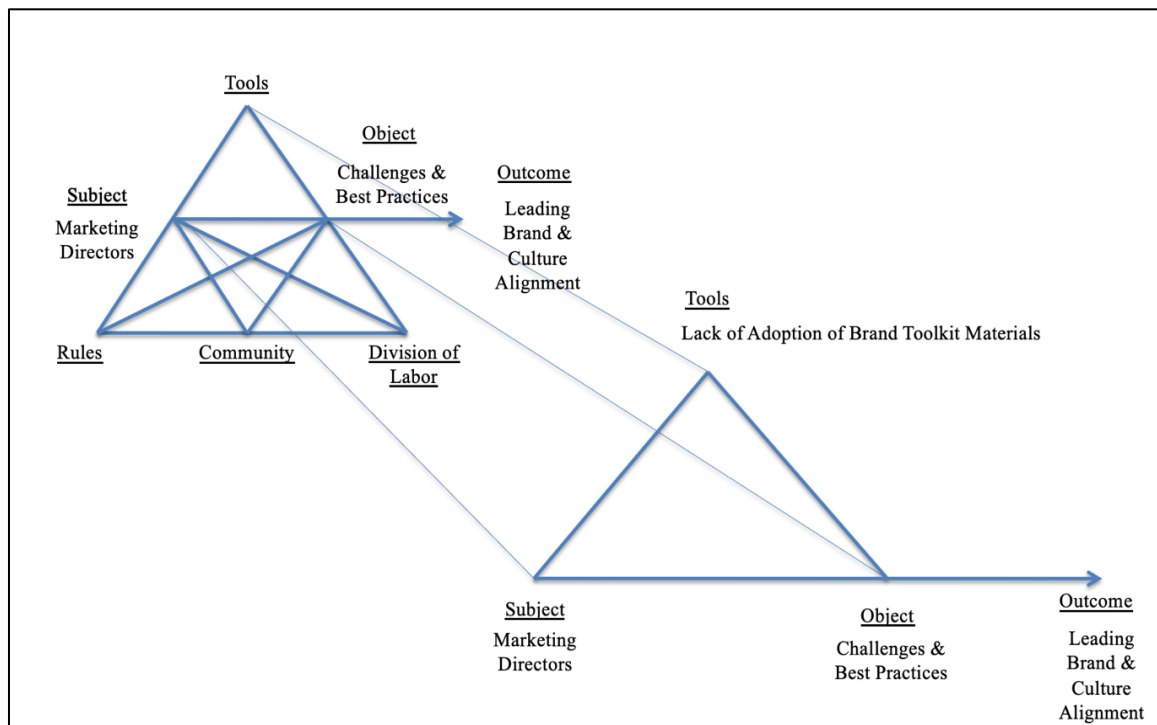 Tools
Object
Challenges &
Best Practices
Outcome
Leading
Brand &
Culture
Alignment
Subject
Marketing
Directors
Rules
Community
Division of
Labor
Tools
Lack of Adoption of Brand Toolkit Materials
Subject
Marketing
Directors
Object
Challenges &
Best Practices
Outcome
Leading
Brand &
Culture
Alignment